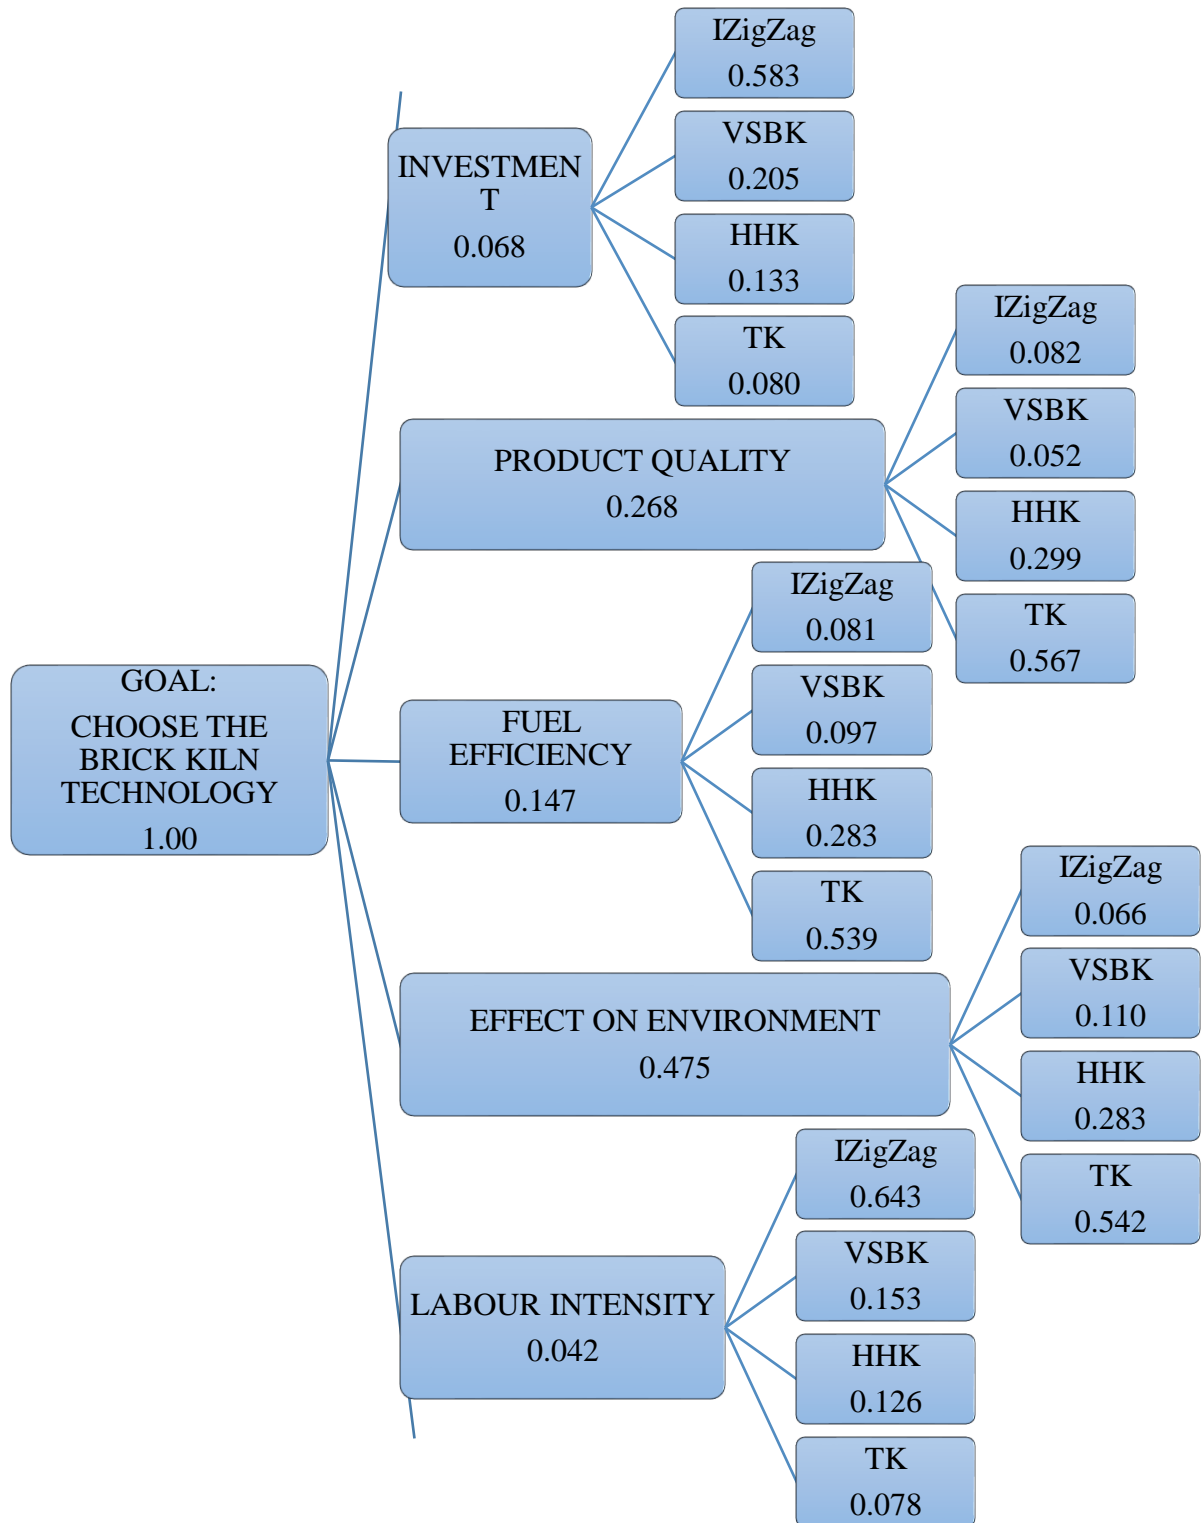 GOAL:
CHOOSE THE
BRICK KILN
TECHNOLOGY
1.00
INVESTMEN
T
0.068
IZigZag
0.583
VSBK
0.205
HHK
0.133
TK
0.080
PRODUCT QUALITY
0.268
IZigZag
0.082
VSBK
0.052
HHK
0.299
TK
0.567
FUEL
EFFICIENCY
0.147
IZigZag
0.081
VSBK
0.097
HHK
0.283
TK
0.539
EFFECT ON ENVIRONMENT
0.475
IZigZag
0.066
VSBK
0.110
HHK
0.283
TK
0.542
LABOUR INTENSITY
0.042
IZigZag
0.643
VSBK
0.153
HHK
0.126
TK
0.078